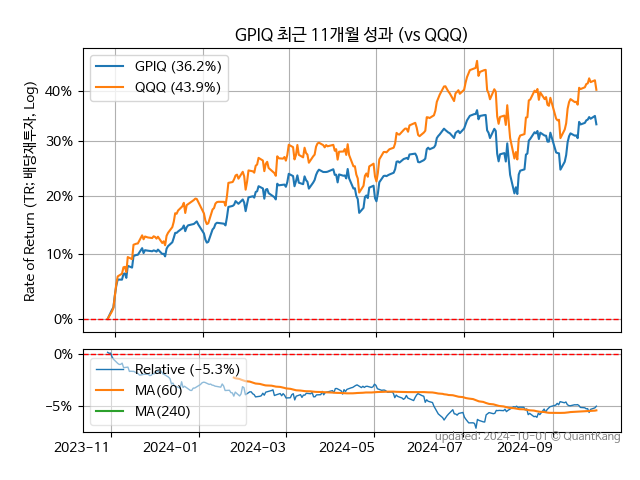 GPIQ 최근 11개월 성과 (vs QQQ)
GPIQ (36.2%)
QQQ (43.9%)
Rate of Return (TR: 배당재투자, Log)
40%
30%
20%
10%
0%
0%
−5%
Relative (−5.3%)
MA(60)
MA(240)
2023-11
2024-01
2024-03
2024-05
2024-07
2024-09
updated: 2024-10-01 © QuantKang